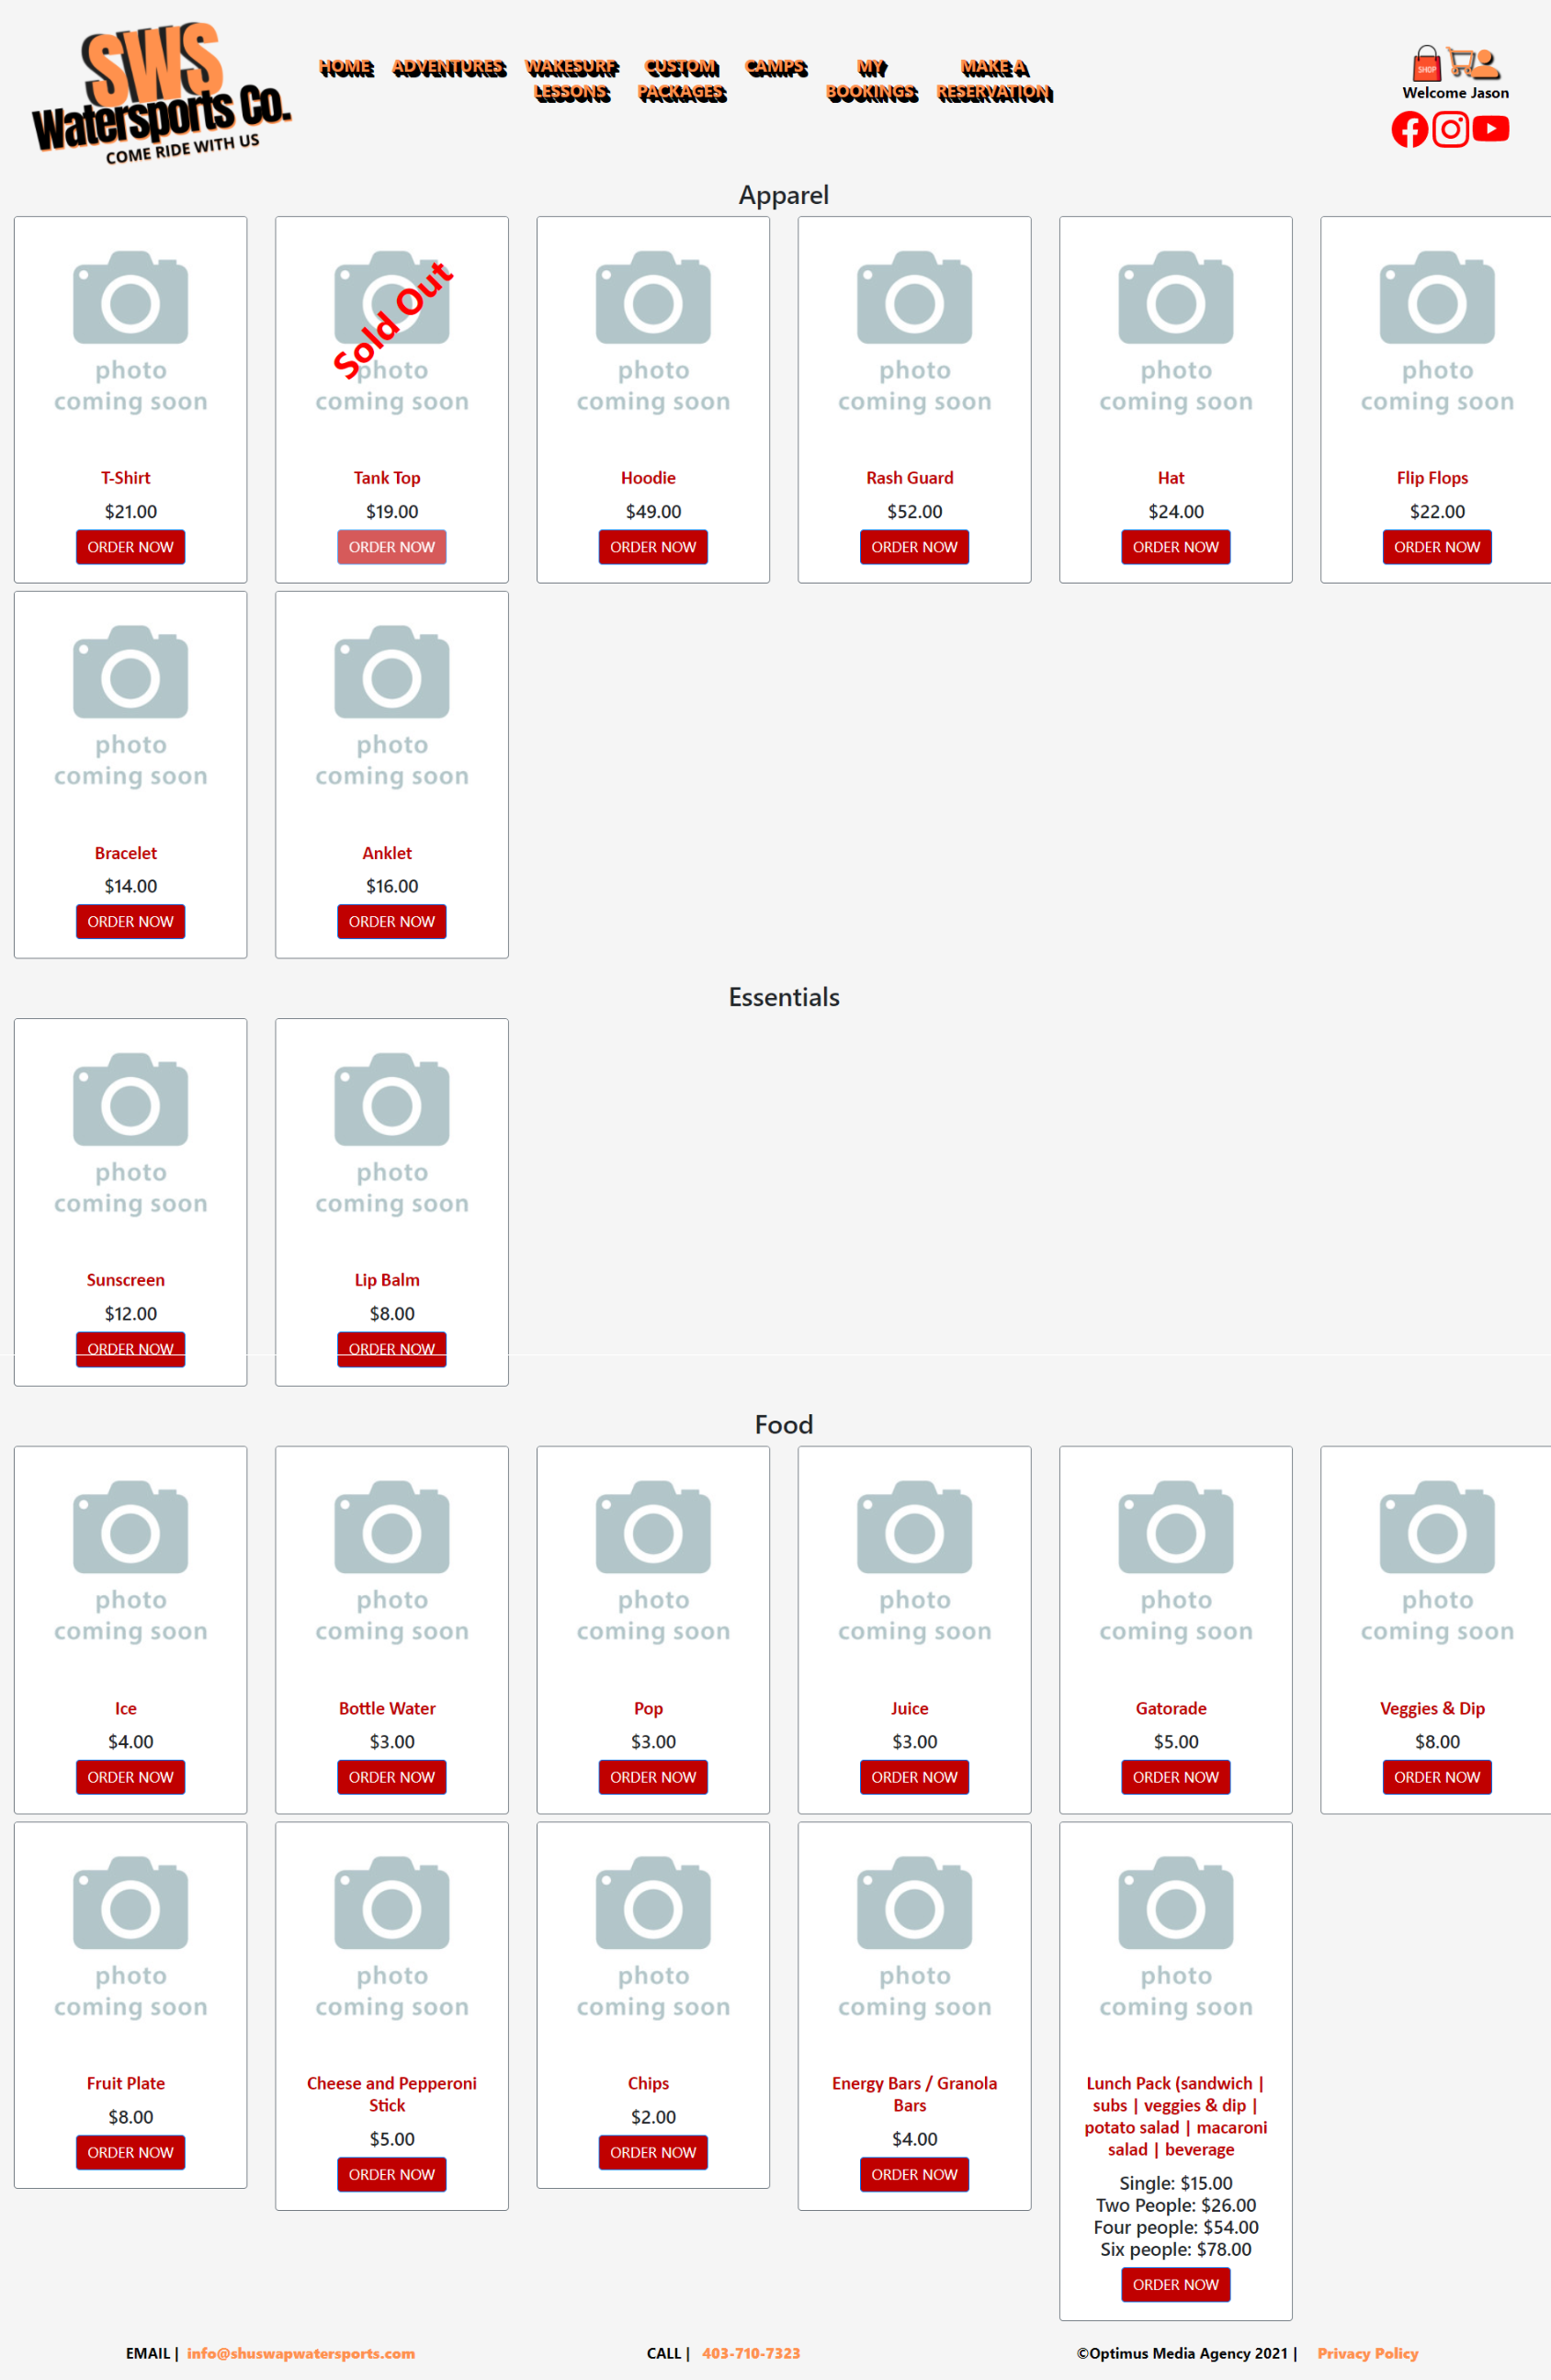 SWS
Watersports Co.
COME RIDE WITH US
HOME ADVENTURES WAKESURF LESSONS CUSTOM PACKAGES CAMPS MY BOOKINGS MAKE A RESERVATION
SHOP
Welcome Jason
Apparel
photo coming soon
photo coming soon
Sold Out
photo coming soon
photo coming soon
photo coming soon
photo coming soon
T-Shirt Tank Top Hoodie Rash Guard Hat Flip Flops
$21.00 $19.00 $49.00 $52.00 $24.00 $22.00
ORDER NOW ORDER NOW ORDER NOW ORDER NOW ORDER NOW ORDER NOW
photo coming soon
photo coming soon
Bracelet Anklet
$14.00 $16.00
ORDER NOW ORDER NOW
Essentials
photo coming soon
photo coming soon
Sunscreen Lip Balm
$12.00 $8.00
ORDER NOW ORDER NOW
Food
photo coming soon
photo coming soon
photo coming soon
photo coming soon
photo coming soon
photo coming soon
Ice Bottle Water Pop Juice Gatorade Veggies & Dip
$4.00 $3.00 $3.00 $3.00 $5.00 $8.00
ORDER NOW ORDER NOW ORDER NOW ORDER NOW ORDER NOW ORDER NOW
photo coming soon
photo coming soon
photo coming soon
photo coming soon
photo coming soon
Fruit Plate
$8.00
ORDER NOW
Cheese and Pepperoni
Stick
$5.00
ORDER NOW
Chips
$2.00
ORDER NOW
Energy Bars / Granola
Bars
$4.00
ORDER NOW
Lunch Pack (sandwich |
subs | veggies & dip |
potato salad | macaroni
salad | beverage
Single: $15.00
Two People: $26.00
Four people: $54.00
Six people: $78.00
ORDER NOW
EMAIL | info@shuswapwatersports.com CALL | 403-710-7323 ©Optimus Media Agency 2021 | Privacy Policy